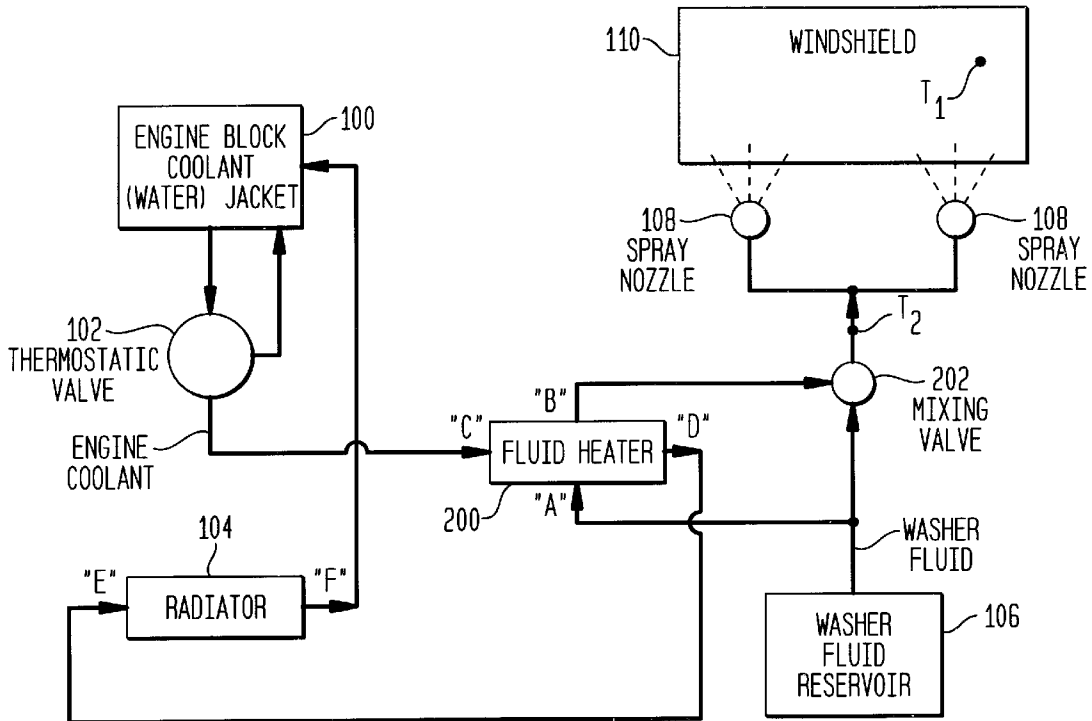 110
WINDSHIELD
T1
100
ENGINE BLOCK
COOLANT
(WATER) JACKET
108
SPRAY
NOZZLE
108
SPRAY
NOZZLE
102
THERMOSTATIC
VALVE
T2
202
MIXING
VALVE
"B"
"C"
"D"
ENGINE
COOLANT
FLUID HEATER
200
"A"
WASHER
FLUID
104
"E"
"F"
RADIATOR
WASHER
FLUID
RESERVOIR
106